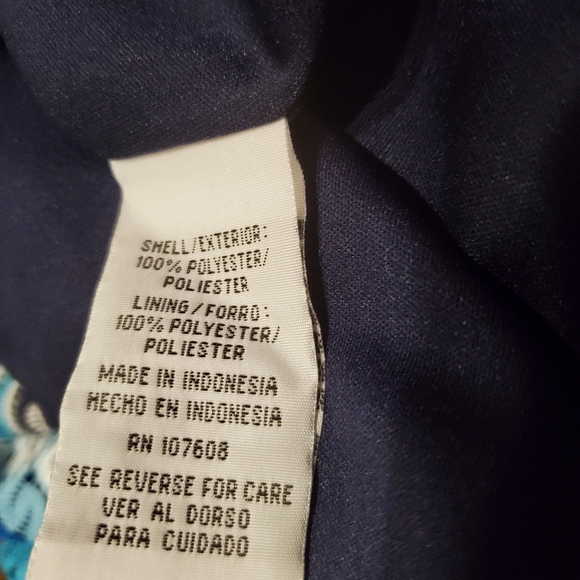 SHELL/EXTERIOR:
100% POLYESTER/
POLIESTER
LINING/FORRO:
100% POLYESTER/
POLIESTER
MADE IN INDONESIA
HECHO EN INDONESIA
RN 107608
SEE REVERSE FOR CARE
VER AL DORSO
PARA CUIDADO